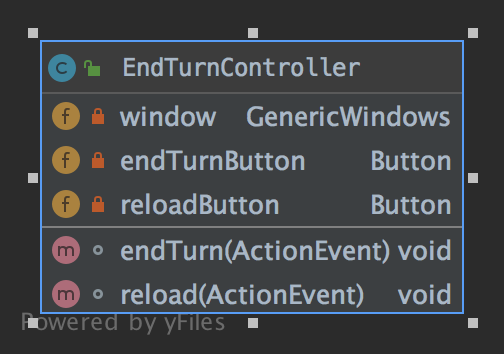 EndTurnController
window GenericWindows
endTurnButton Button
reloadButton Button
endTurn(ActionEvent) void
reload(ActionEvent) void
Powered by yFiles